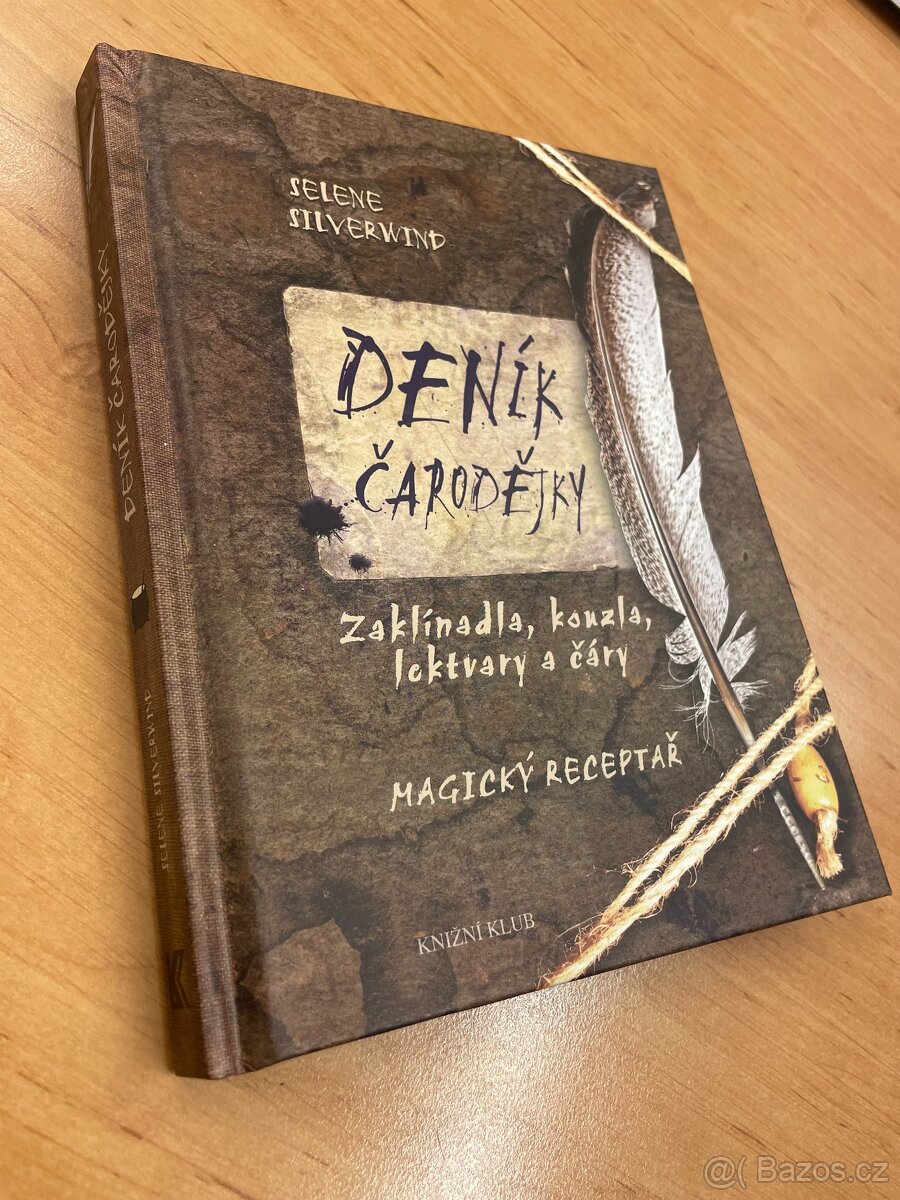 SELENE
SILVERWIND
DENÍK
ČARODĚJKY
Zaklínadla, kouzla,
lektvary a čáry
MAGICKÝ RECEPTAŘ
KNIŽNÍ KLUB
DENÍK ČARODĚJKY
SELENE SILVERWIND
K
@( Bazos.cz